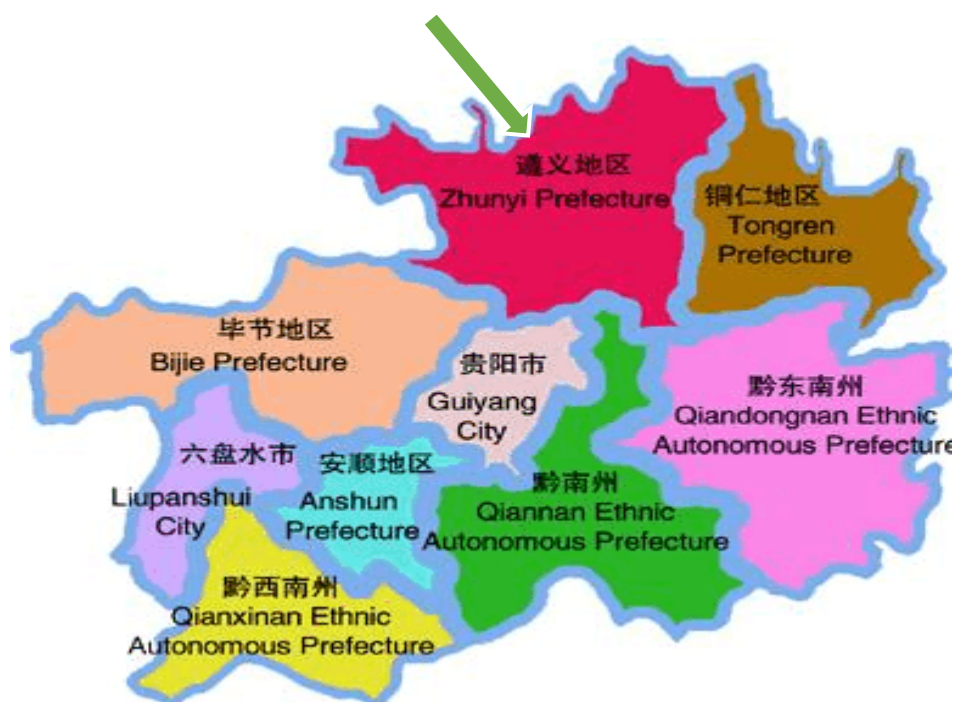 遵义地区
Zhunyi Prefecture
铜仁地区
Tongren
Prefecture
毕节地区
Bijie Prefecture
贵阳市
Guiyang
City
黔东南州
Qiandongnan Ethnic
Autonomous Prefecture
六盘水市
Liupanshui
City
安顺地区
Anshun
Prefecture
黔南州
Qiannan Ethnic
Autonomous Prefecture
黔西南州
Qianxinan Ethnic
Autonomous Prefecture